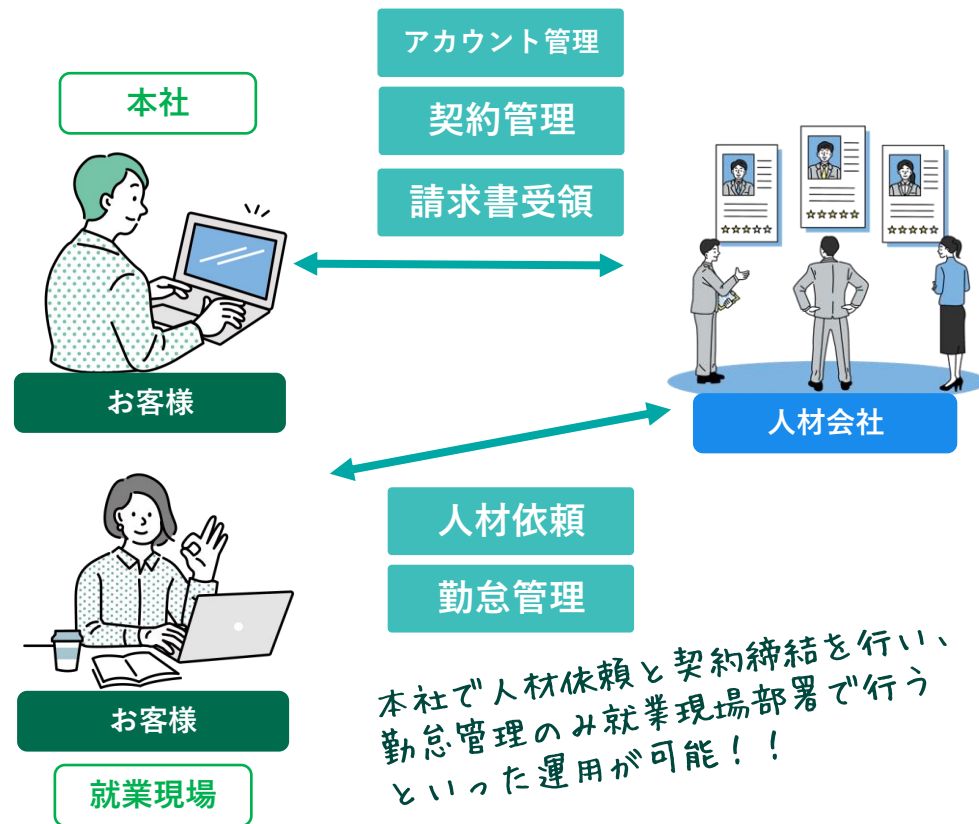 アカウント管理
本社
契約管理
請求書受領
お客様
人材会社
人材依頼
勤怠管理
お客様
就業現場
本社で人材依頼と契約締結を行い、
勤怠管理のみ就業現場部署で行う
といった運用が可能！！